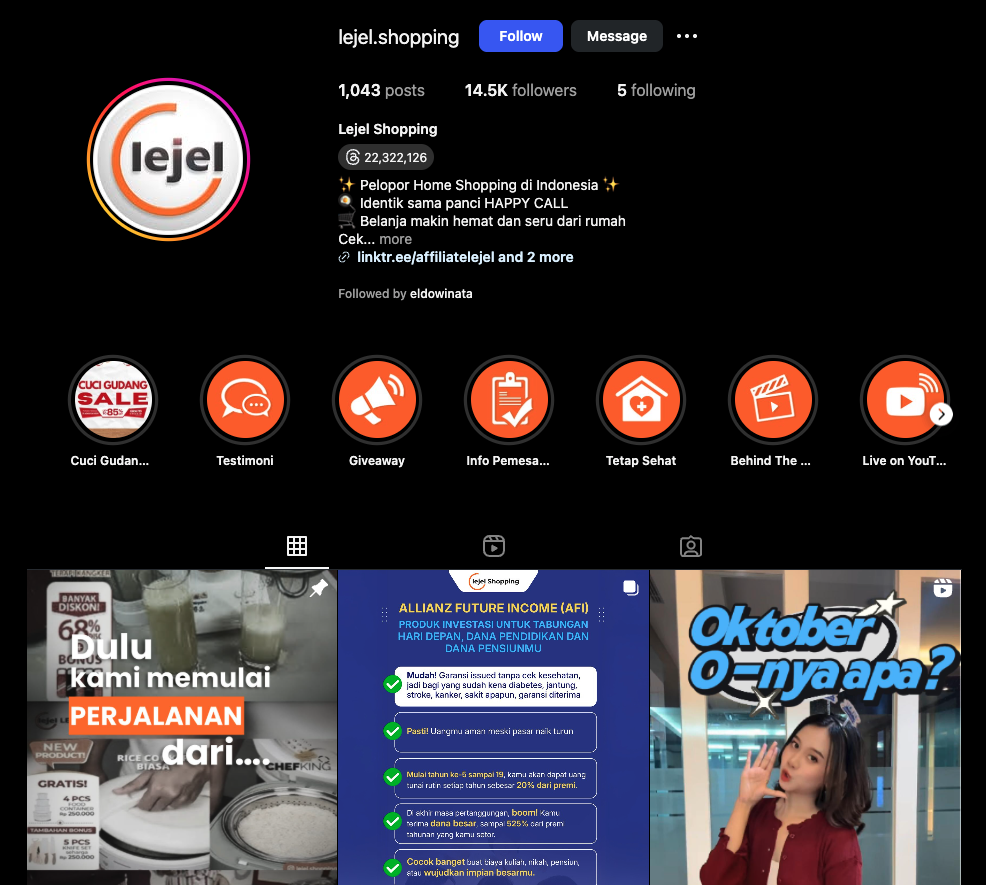 lejel.shopping
Follow
Message
1,043 posts
14.5K followers
5 following
lejel
Lejel Shopping
22,322,126
✨ Pelopor Home Shopping di Indonesia ✨
🍳 Identik sama panci HAPPY CALL
🛒 Belanja makin hemat dan seru dari rumah
Cek... more
linktr.ee/affiliatelejel and 2 more
Followed by eldowinata
CUCI GUDANG
SALE
85%
Cuci Gudan...
Testimoni
Giveaway
Info Pemesa...
Tetap Sehat
Behind The ...
Live on YouT...
BANYAK
DISKON!
68%
BONUS
Dulu
kami memulai
PERJALANAN
dari....
NEW
PRODUCT!
RICE CO
BIASA
CHEFKING
GRATIS!
4 PCS
FOOD
CONTAINER
Rp 250.000
TAMBAHAN BONUS
5 PCS
KNIFE SET
Rp 250.000
lejel Shopping
ALLIANZ FUTURE INCOME (AFI)
PRODUK INVESTASI UNTUK TABUNGAN
HARI DEPAN, DANA PENDIDIKAN DAN
DANA PENSIUNMU
Mudah! Garansi issued tanpa cek kesehatan,
jadi bagi yang sudah kena diabetes, jantung,
stroke, kanker, sakit apapun, garansi diterima
Pasti! Uangmu aman meski pasar naik turun
Mulai tahun ke-5 sampai 19, kamu akan dapat uang
tunai rutin setiap tahun sebesar 20% dari premi.
Di akhir masa pertanggungan, boom! Kamu
terima dana besar, sampai 525% dari premi
tahunan yang kamu setor.
Cocok banget buat biaya kuliah, nikah, pensiun,
atau wujudkan impian besarmu.
Oktober
O-nya apa?